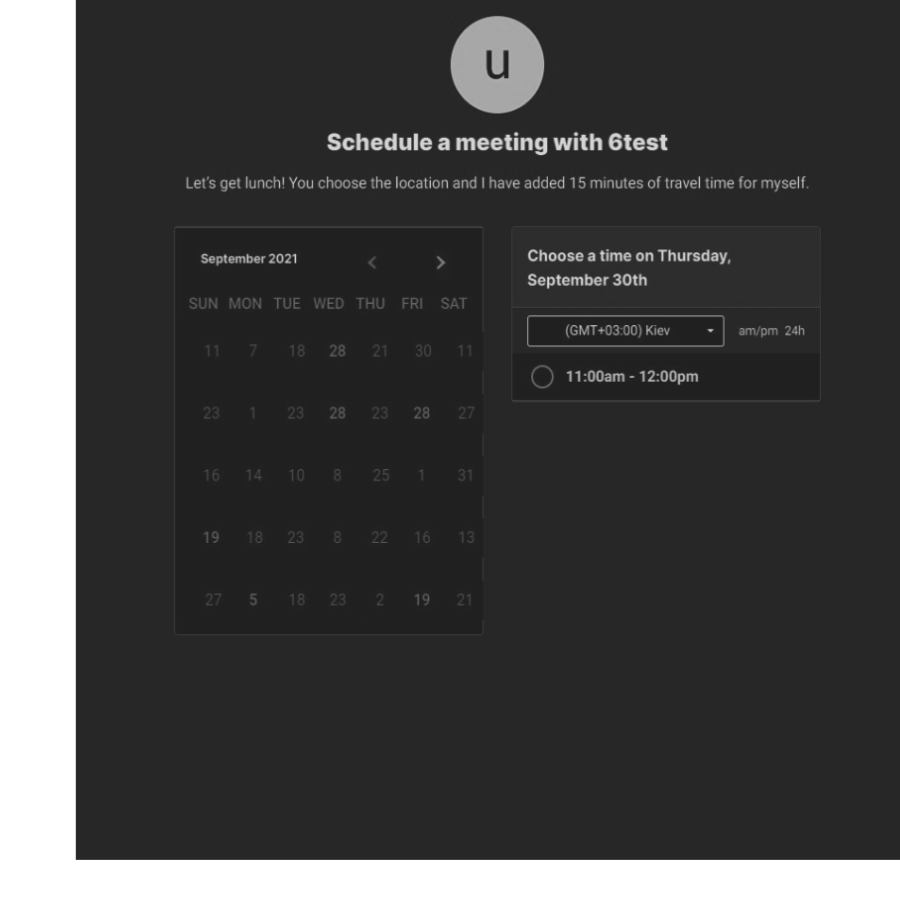 u
Schedule a meeting with 6test
Let's get lunch! You choose the location and I have added 15 minutes of travel time for myself.
September 2021
SUN MON TUE WED THU FRI SAT
11 7 18 28 21 30 11
23 1 23 28 23 28 27
16 14 10 8 25 1 31
19 18 23 8 22 16 13
27 5 18 23 2 19 21
Choose a time on Thursday,
September 30th
(GMT+03:00) Kiev am/pm 24h
11:00am - 12:00pm